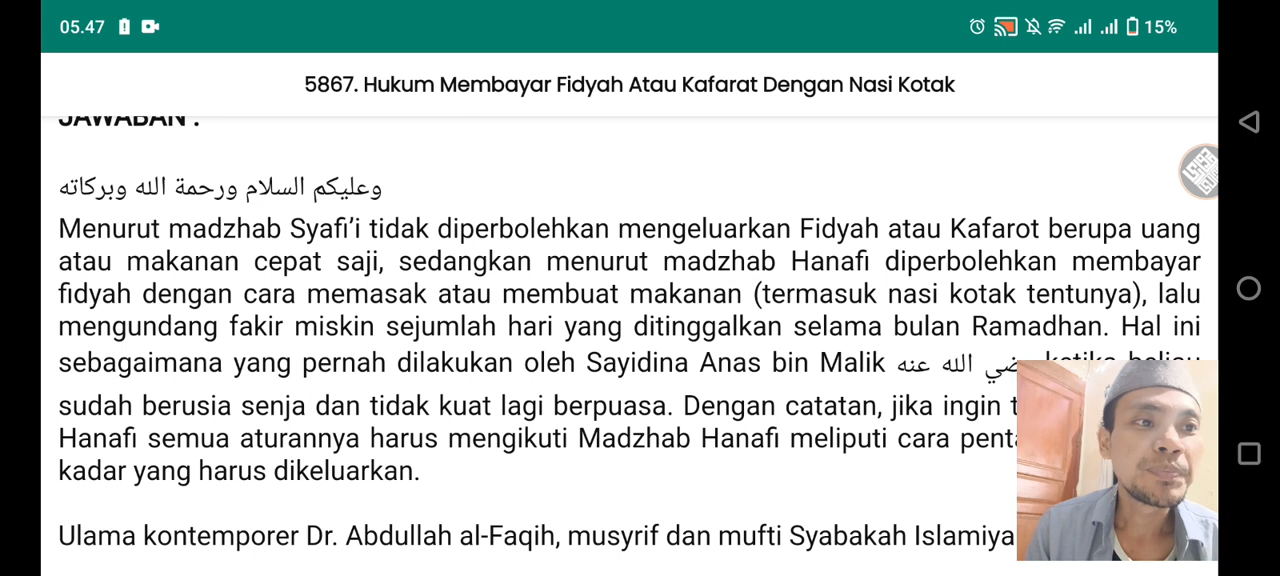 05.47
15%
5867. Hukum Membayar Fidyah Atau Kafarat Dengan Nasi Kotak
JAWABAN :
وعليكم السلام ورحمة الله وبركاته
Menurut madzhab Syafi’i tidak diperbolehkan mengeluarkan Fidyah atau Kafarot berupa uang
atau makanan cepat saji, sedangkan menurut madzhab Hanafi diperbolehkan membayar
fidyah dengan cara memasak atau membuat makanan (termasuk nasi kotak tentunya), lalu
mengundang fakir miskin sejumlah hari yang ditinggalkan selama bulan Ramadhan. Hal ini
sebagaimana yang pernah dilakukan oleh Sayidina Anas bin Malik رضي الله عنه ketika beliau
sudah berusia senja dan tidak kuat lagi berpuasa. Dengan catatan, jika ingin
Hanafi semua aturannya harus mengikuti Madzhab Hanafi meliputi cara
kadar yang harus dikeluarkan.
Ulama kontemporer Dr. Abdullah al-Faqih, musyrif dan mufti Syabakah Islamiya